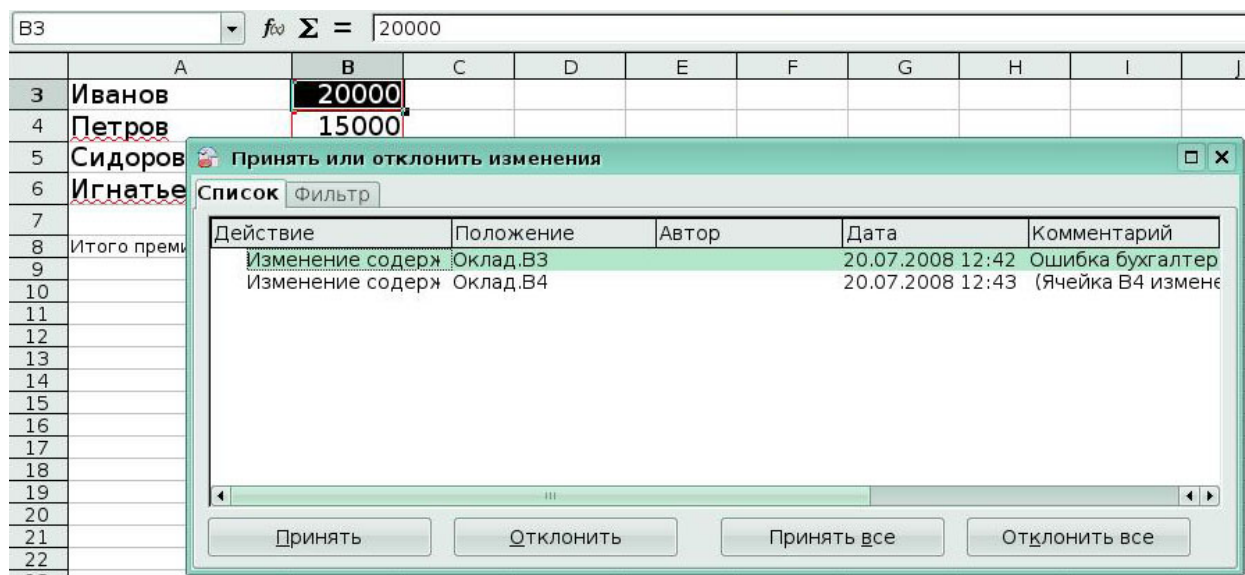 B3 f(x) Σ = 20000
A B C D E F G H I J
3 Иванов 20000
4 Петров 15000
5 Сидоров
Принять или отклонить изменения
6 Игнатье
Список Фильтр
7
Действие Положение Автор Дата Комментарий
8 Итого преми
Изменение содерж Оклад.B3 20.07.2008 12:42 Ошибка бухгалтер
9
Изменение содерж Оклад.B4 20.07.2008 12:43 (Ячейка B4 измене
10
11
12
13
14
15
16
17
18
19
20
21
Принять Отклонить Принять все Отклонить все
22